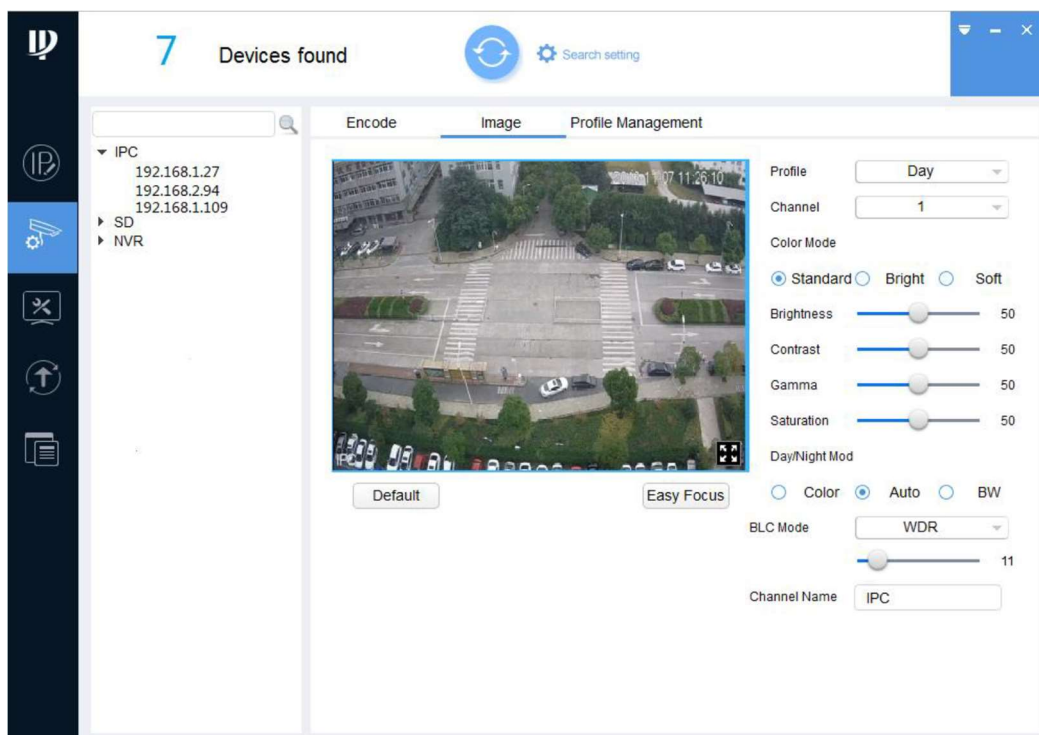 7 Devices found
Search setting
Encode Image Profile Management
IPC
192.168.1.27
192.168.2.94
192.168.1.109
SD
NVR
11:26:10
IPC
Default
Easy Focus
Profile Day
Channel 1
Color Mode
Standard Bright Soft
Brightness 50
Contrast 50
Gamma 50
Saturation 50
Day/Night Mod
Color Auto BW
BLC Mode WDR
11
Channel Name IPC